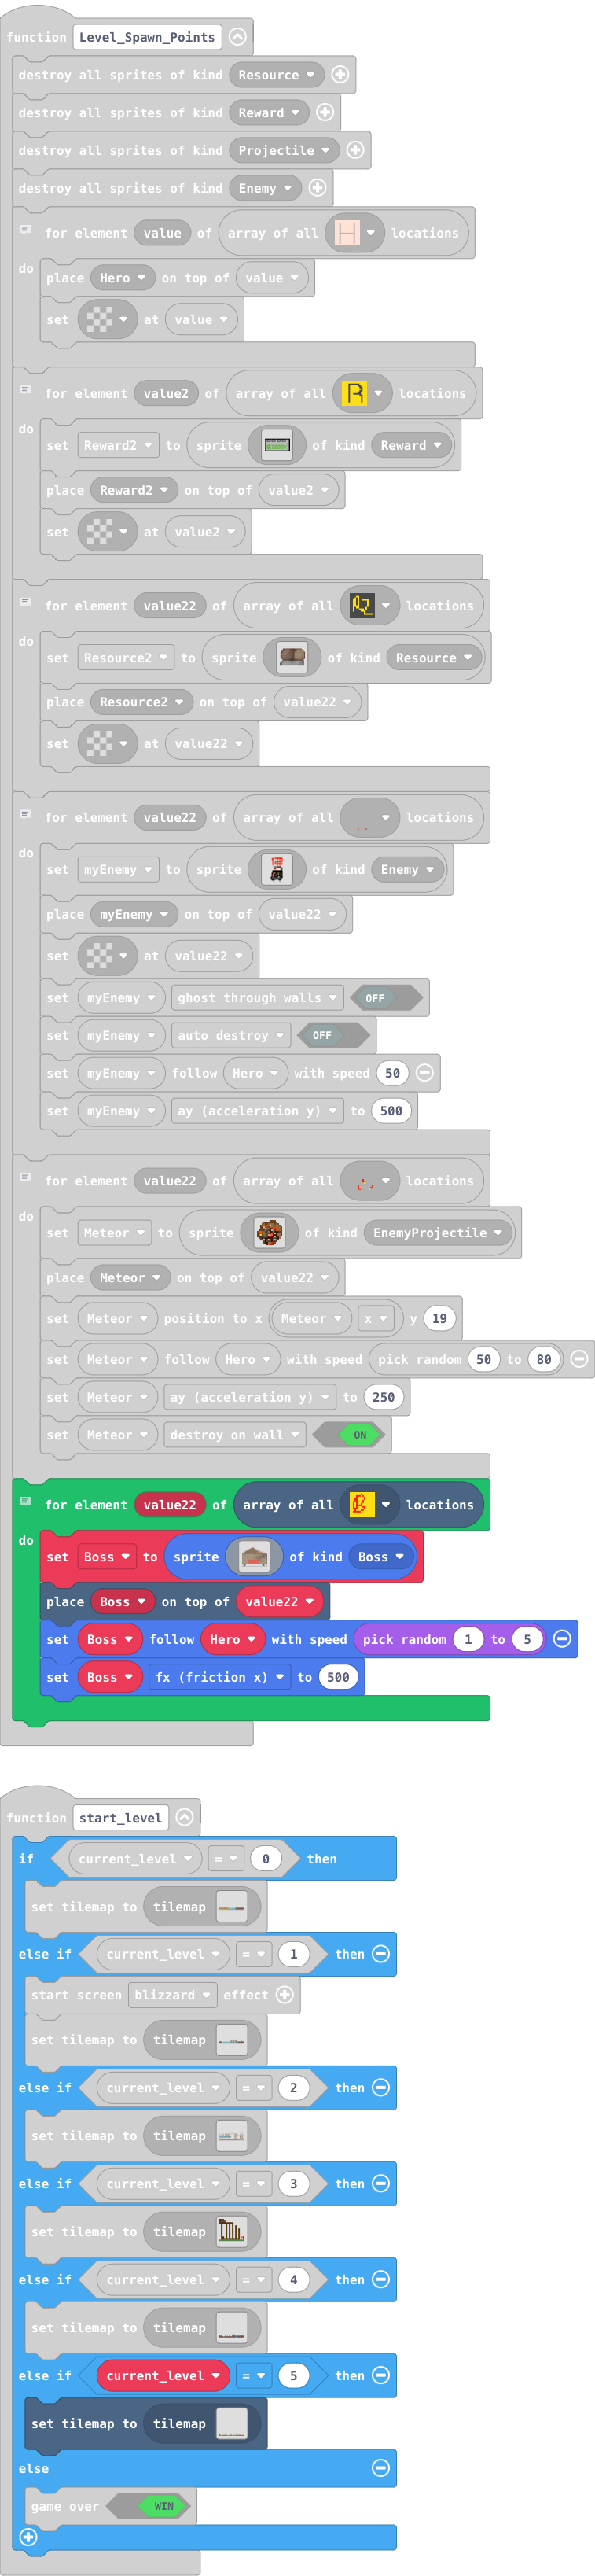 function Level_Spawn_Points
destroy all sprites of kind Resource
destroy all sprites of kind Reward
destroy all sprites of kind Projectile
destroy all sprites of kind Enemy
for element value of array of all H locations
do
place Hero on top of value
set at value
for element value2 of array of all R locations
do
set Reward2 to sprite of kind Reward
place Reward2 on top of value2
set at value2
for element value22 of array of all locations
do
set Resource2 to sprite of kind Resource
place Resource2 on top of value22
set at value22
for element value22 of array of all locations
do
set myEnemy to sprite of kind Enemy
place myEnemy on top of value22
set at value22
set myEnemy ghost through walls OFF
set myEnemy auto destroy OFF
set myEnemy follow Hero with speed 50
set myEnemy ay (acceleration y) to 500
for element value22 of array of all locations
do
set Meteor to sprite of kind EnemyProjectile
place Meteor on top of value22
set Meteor position to x Meteor x y 19
set Meteor follow Hero with speed pick random 50 to 80
set Meteor ay (acceleration y) to 250
set Meteor destroy on wall ON
for element value22 of array of all B locations
do
set Boss to sprite of kind Boss
place Boss on top of value22
set Boss follow Hero with speed pick random 1 to 5
set Boss fx (friction x) to 500
function start_level
if current_level = 0 then
set tilemap to tilemap
else if current_level = 1 then
start screen blizzard effect
set tilemap to tilemap
else if current_level = 2 then
set tilemap to tilemap
else if current_level = 3 then
set tilemap to tilemap
else if current_level = 4 then
set tilemap to tilemap
else if current_level = 5 then
set tilemap to tilemap
else
game over WIN